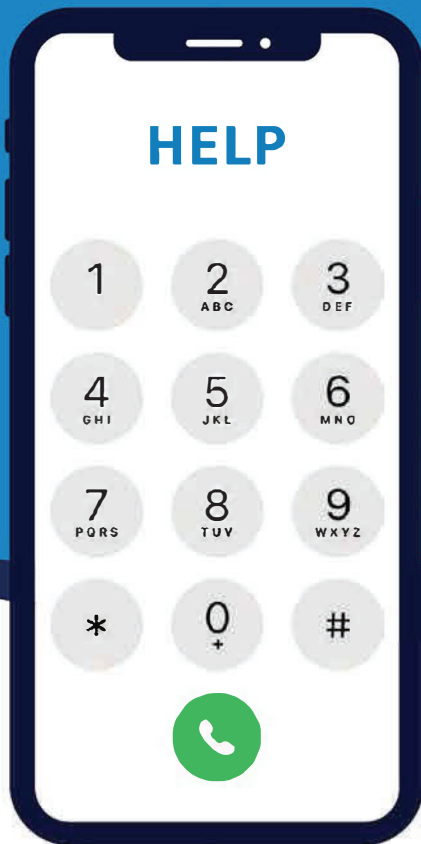 HELP
1 2 3
ABC DEF
4 5 6
GHI JKL MNO
7 8 9
PQRS TUV WXYZ
* 0 #
+